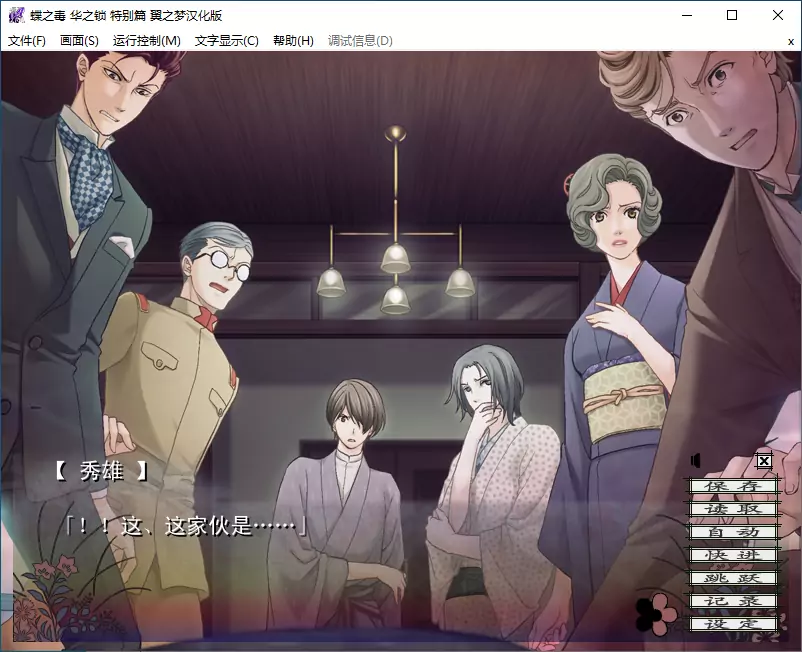 蝶之毒 华之锁 特别篇 翼之梦汉化版
文件(F) 画面(S) 运行控制(M) 文字显示(C) 帮助(H) 调试信息(D) x
【 秀雄 】
「！！这、这家伙是……」
保存
读取
自动
快进
跳跃
记录
设定